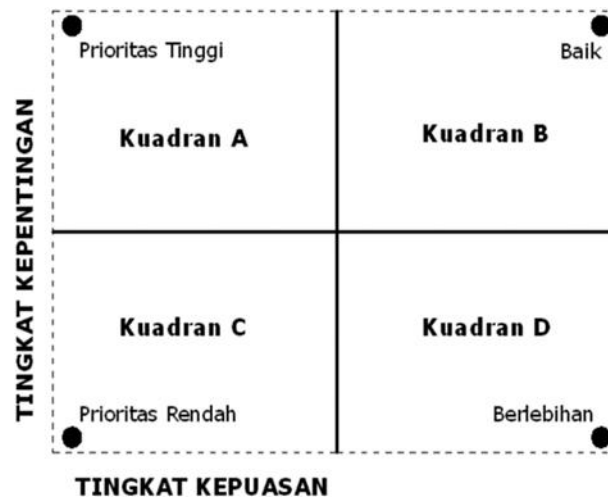 Prioritas Tinggi
Baik
Kuadran A
Kuadran B
TINGKAT KEPENTINGAN
Kuadran C
Kuadran D
Prioritas Rendah
Berlebihan
TINGKAT KEPUASAN